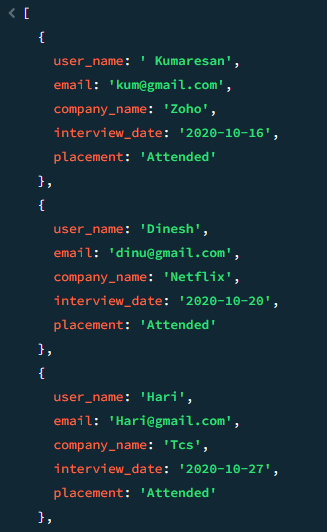 [
{
user_name: ' Kumaresan',
email: 'kum@gmail.com',
company_name: 'Zoho',
interview_date: '2020-10-16',
placement: 'Attended'
},
{
user_name: 'Dinesh',
email: 'dinu@gmail.com',
company_name: 'Netflix',
interview_date: '2020-10-20',
placement: 'Attended'
},
{
user_name: 'Hari',
email: 'Hari@gmail.com',
company_name: 'Tcs',
interview_date: '2020-10-27',
placement: 'Attended'
},